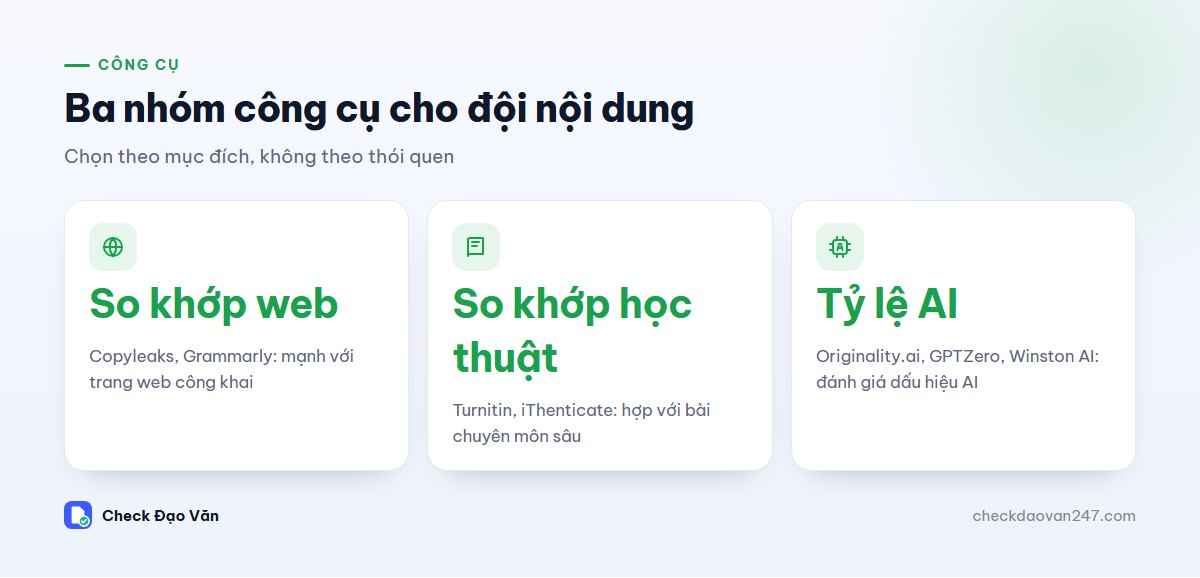 CÔNG CỤ
Ba nhóm công cụ cho đội nội dung
Chọn theo mục đích, không theo thói quen
So khớp web
Copyleaks, Grammarly: mạnh với
trang web công khai
So khớp học
thuật
Turnitin, iThenticate: hợp với bài
chuyên môn sâu
A
Tỷ lệ AI
Originality.ai, GPTZero, Winston AI:
đánh giá dấu hiệu AI
Check Đạo Văn
checkdaovan247.com